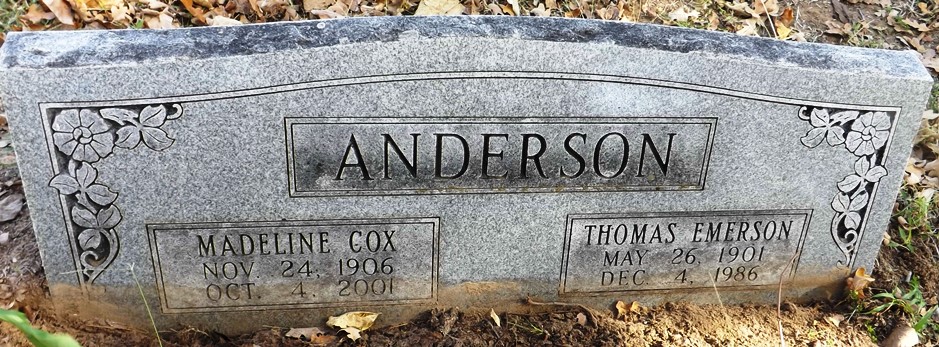 ANDERSON
MADELINE COX
NOV. 24, 1906
OCT. 4, 2001
THOMAS EMERSON
MAY 26, 1901
DEC. 4, 1986